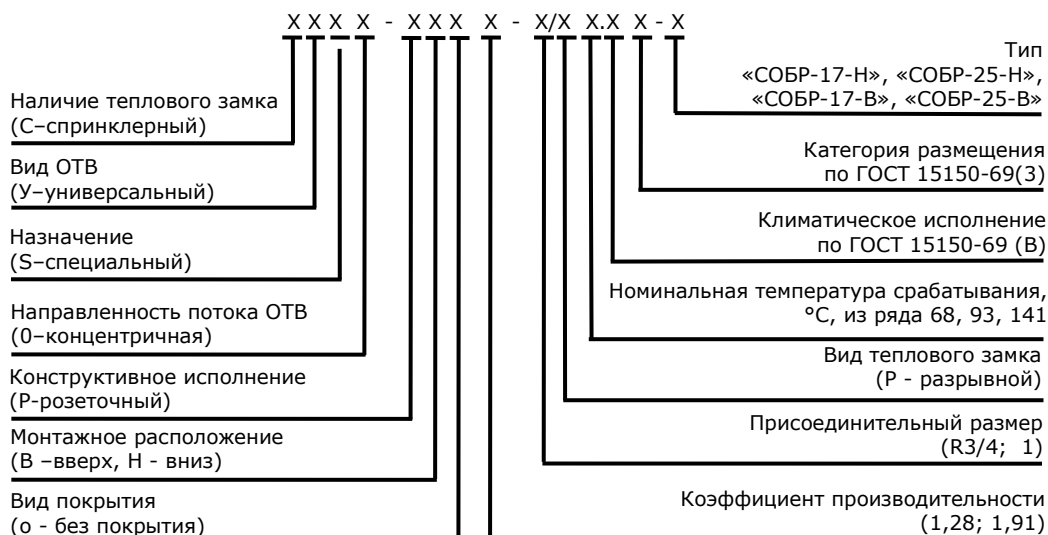 X X X X - X X X X - X/X X.X X - X
Наличие теплового замка
(С–спринклерный)
Вид ОТВ
(У–универсальный)
Назначение
(S–специальный)
Направленность потока ОТВ
(0–концентричная)
Конструктивное исполнение
(Р-розеточный)
Монтажное расположение
(В –вверх, Н - вниз)
Вид покрытия
(о - без покрытия)
Тип
«СОБР-17-Н», «СОБР-25-Н»,
«СОБР-17-В», «СОБР-25-В»
Категория размещения
по ГОСТ 15150-69(3)
Климатическое исполнение
по ГОСТ 15150-69 (В)
Номинальная температура срабатывания,
°С, из ряда 68, 93, 141
Вид теплового замка
(Р - разрывной)
Присоединительный размер
(R3/4; 1)
Коэффициент производительности
(1,28; 1,91)